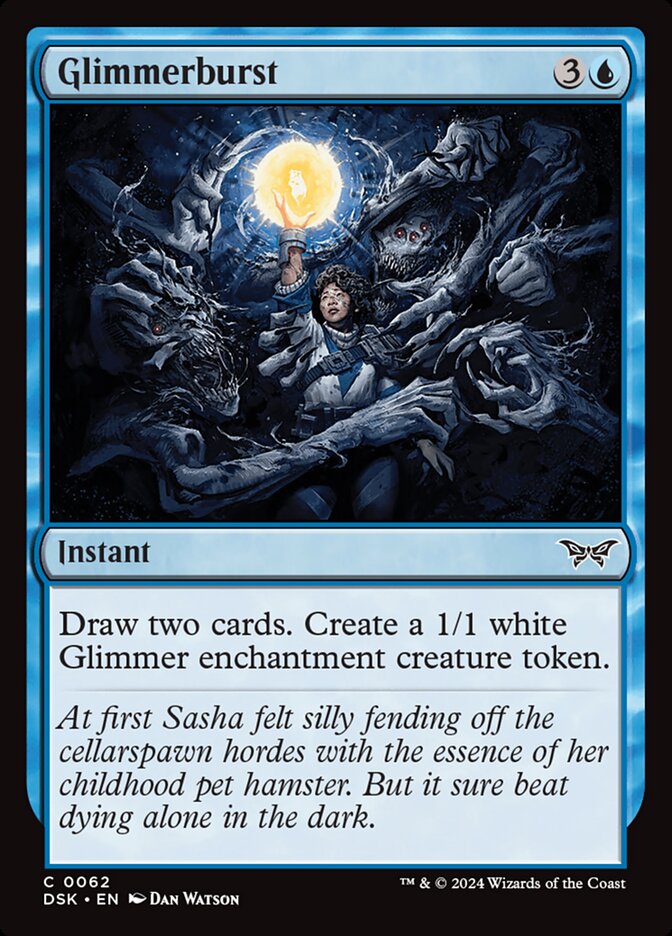 Glimmerburst 3
Instant
Draw two cards. Create a 1/1 white
Glimmer enchantment creature token.
At first Sasha felt silly fending off the
cellarspawn hordes with the essence of her
childhood pet hamster. But it sure beat
dying alone in the dark.
C 0062
DSK • EN Dan Watson
™ & © 2024 Wizards of the Coast